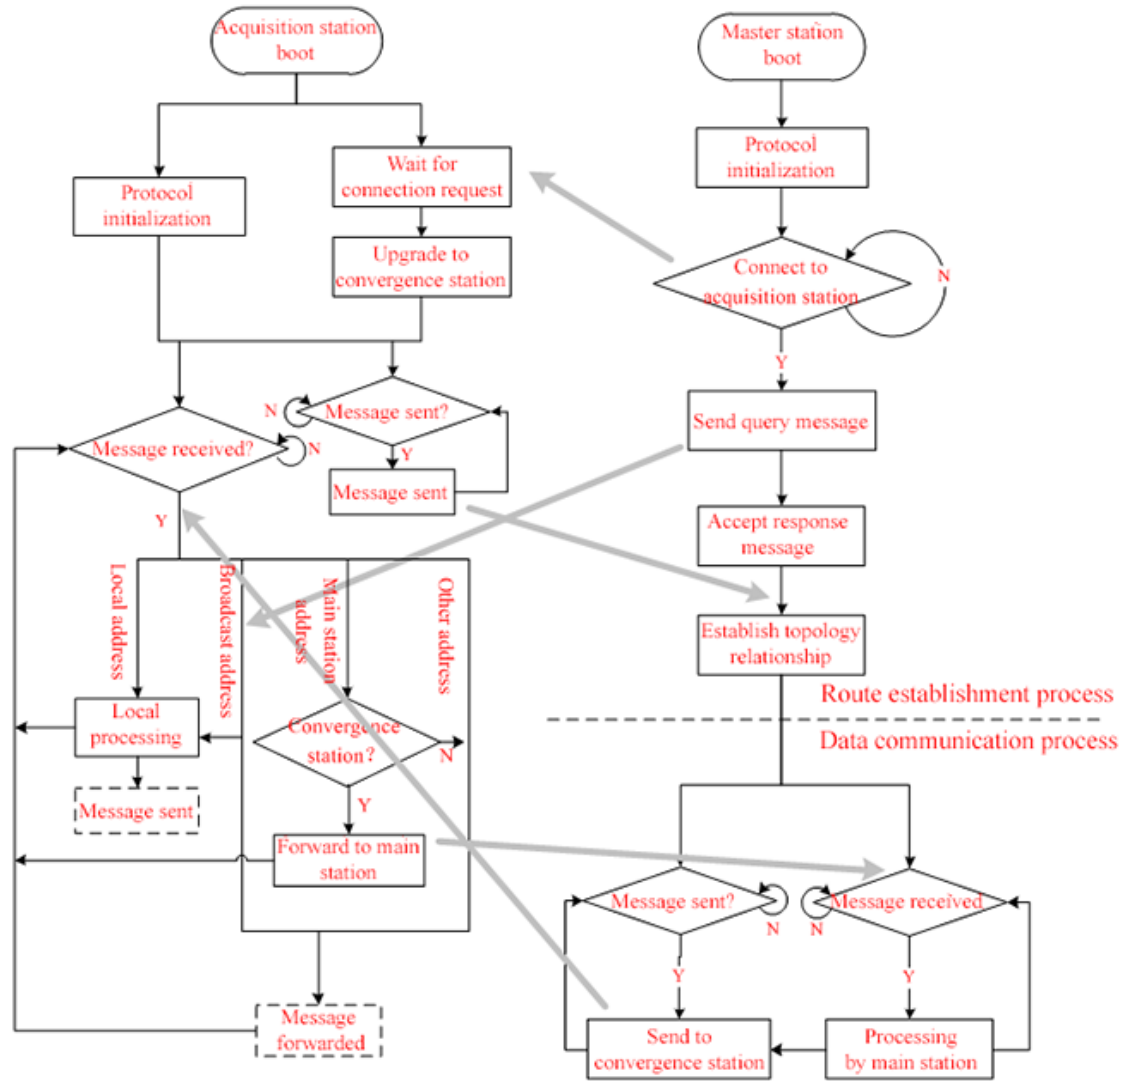 Acquisition station
boot
Master station
boot
Protocol
initialization
Wait for
connection request
Protocol
initialization
Upgrade to
convergence station
Connect to
acquisition station
N
Y
Send query message
N
Message sent?
Y
Message sent
Message received?
N
Y
Accept response
message
Establish topology
relationship
Local address
Broadcast address
Main station
address
Other address
Route establishment process
Data communication process
Local
processing
Message sent
Convergence
station?
N
Y
Forward to main
station
Message sent?
N
Y
Message received
N
Y
Send to
convergence station
Processing
by main station
Message
forwarded